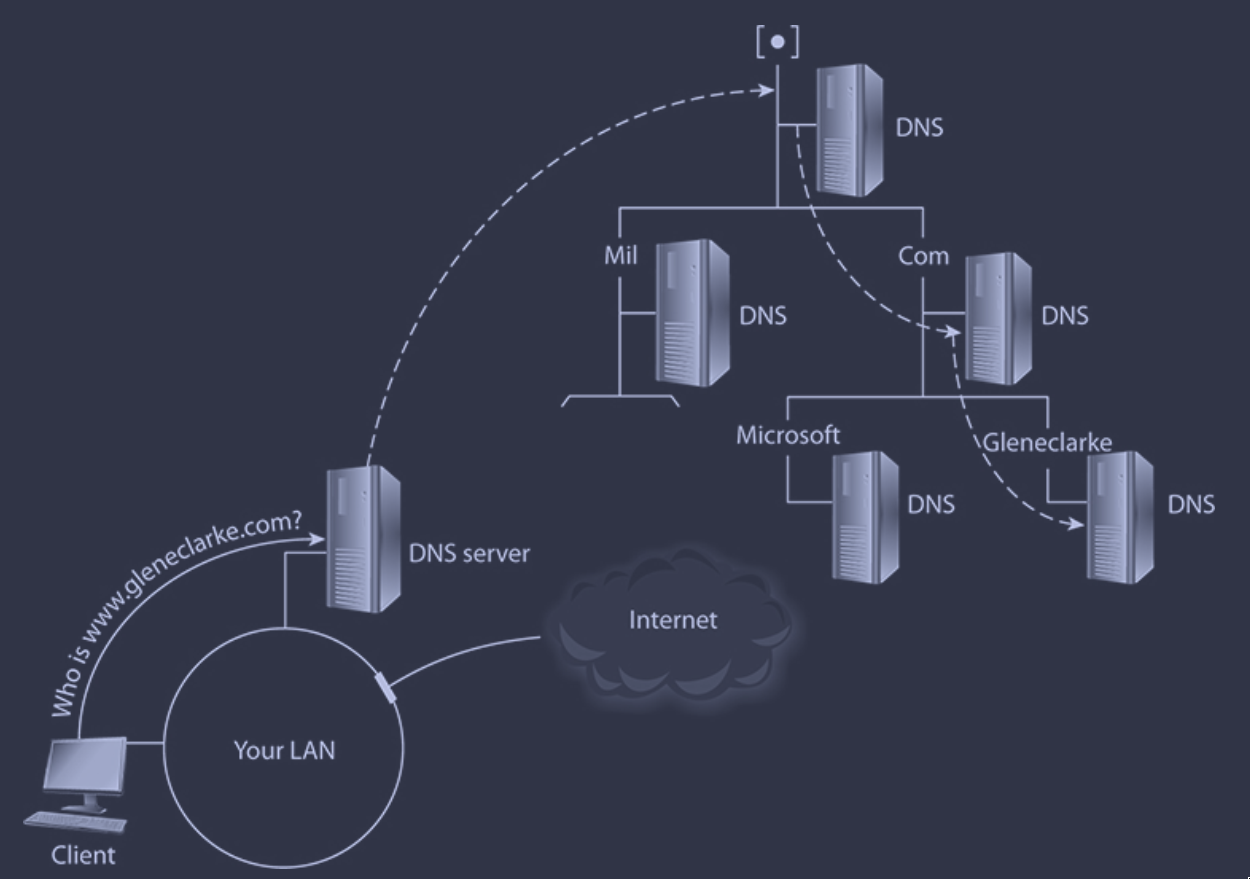 [•]
DNS
Mil
Com
DNS
DNS
Microsoft
Gleneclarke
DNS
DNS
Who is www.gleneclarke.com?
DNS server
Internet
Your LAN
Client